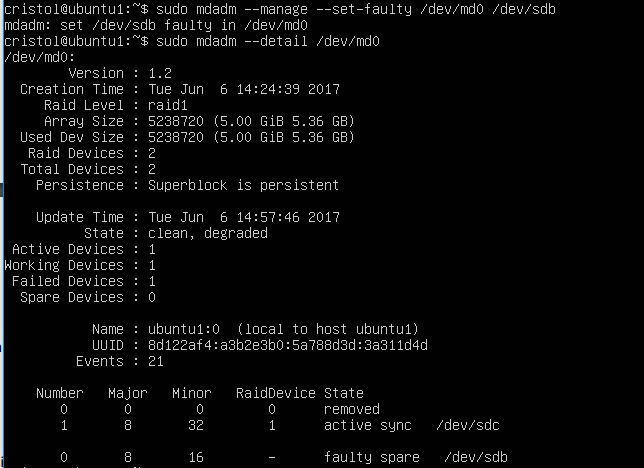 cristol@ubuntu1:~$ sudo mdadm --manage --set-faulty /dev/md0 /dev/sdb
mdadm: set /dev/sdb faulty in /dev/md0
cristol@ubuntu1:~$ sudo mdadm --detail /dev/md0
/dev/md0:
Version : 1.2
Creation Time : Tue Jun  6 14:24:39 2017
Raid Level : raid1
Array Size : 5238720 (5.00 GiB 5.36 GB)
Used Dev Size : 5238720 (5.00 GiB 5.36 GB)
Raid Devices : 2
Total Devices : 2
Persistence : Superblock is persistent
Update Time : Tue Jun  6 14:57:46 2017
State : clean, degraded
Active Devices : 1
Working Devices : 1
Failed Devices : 1
Spare Devices : 0
Name : ubuntu1:0  (local to host ubuntu1)
UUID : 8d122af4:a3b2e3b0:5a788d3d:3a311d4d
Events : 21
Number   Major   Minor   RaidDevice State
0        0        0        0      removed
1        8       32        1      active sync   /dev/sdc
0        8       16        -      faulty spare   /dev/sdb